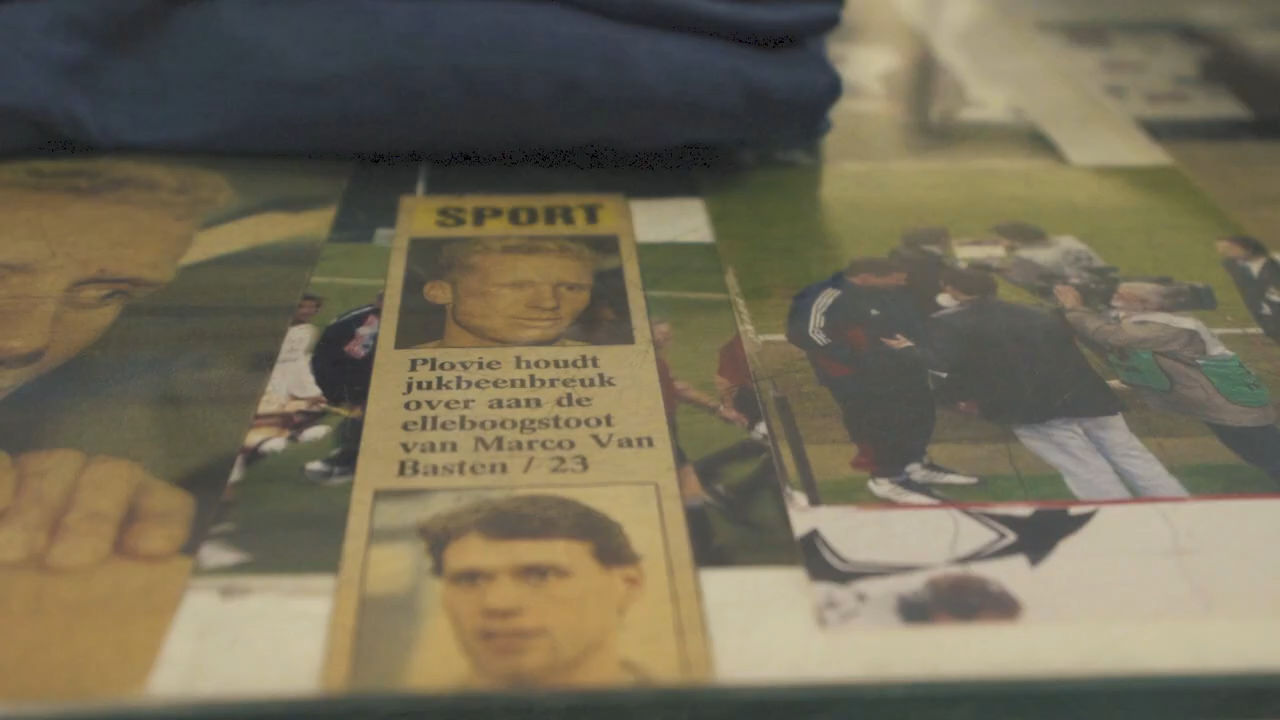 SPORT
Plovie houdt
jukbeenbreuk
over aan de
elleboogstoot
van Marco Van
Basten / 23